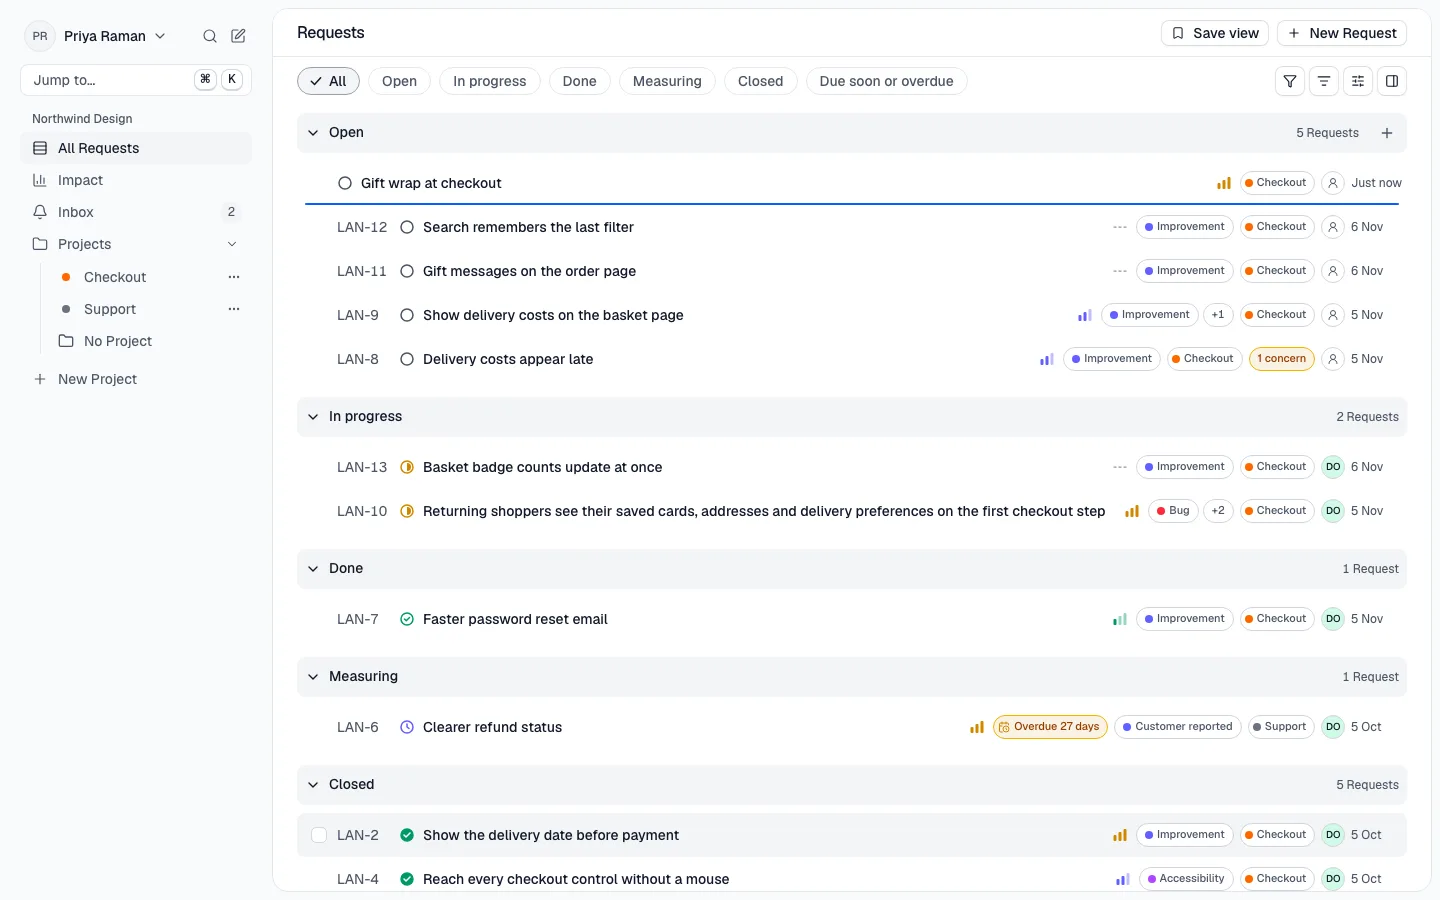 PR Priya Raman
Jump to... ⌘ K
Northwind Design
All Requests
Impact
Inbox 2
Projects
Checkout
Support
No Project
New Project
Requests
Save view
New Request
All Open In progress Done Measuring Closed Due soon or overdue
Open 5 Requests
Gift wrap at checkout Checkout Just now
LAN-12 Search remembers the last filter --- Improvement Checkout 6 Nov
LAN-11 Gift messages on the order page --- Improvement Checkout 6 Nov
LAN-9 Show delivery costs on the basket page Improvement +1 Checkout 5 Nov
LAN-8 Delivery costs appear late Improvement Checkout 1 concern 5 Nov
In progress 2 Requests
LAN-13 Basket badge counts update at once --- Improvement Checkout DO 6 Nov
LAN-10 Returning shoppers see their saved cards, addresses and delivery preferences on the first checkout step Bug +2 Checkout DO 5 Nov
Done 1 Request
LAN-7 Faster password reset email Improvement Checkout DO 5 Nov
Measuring 1 Request
LAN-6 Clearer refund status Overdue 27 days Customer reported Support DO 5 Oct
Closed 5 Requests
LAN-2 Show the delivery date before payment Improvement Checkout DO 5 Oct
LAN-4 Reach every checkout control without a mouse Accessibility Checkout DO 5 Oct